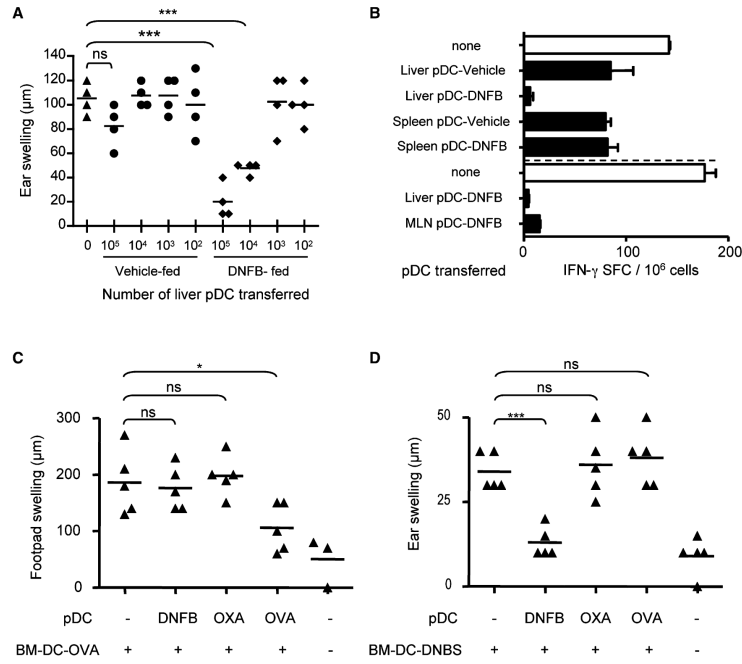 A
***
***
ns
Ear swelling (µm)
140
120
100
80
60
40
20
0
0 10⁵ 10⁴ 10³ 10² 10⁵ 10⁴ 10³ 10²
Vehicle-fed DNFB- fed
Number of liver pDC transferred
B
none
Liver pDC-Vehicle
Liver pDC-DNFB
Spleen pDC-Vehicle
Spleen pDC-DNFB
none
Liver pDC-DNFB
MLN pDC-DNFB
0 100 200
pDC transferred IFN-γ SFC / 10⁶ cells
C
*
ns
ns
Footpad swelling (µm)
300
200
100
0
pDC - DNFB OXA OVA -
BM-DC-OVA + + + + -
D
ns
ns
***
Ear swelling (µm)
50
25
0
pDC - DNFB OXA OVA -
BM-DC-DNBS + + + + -